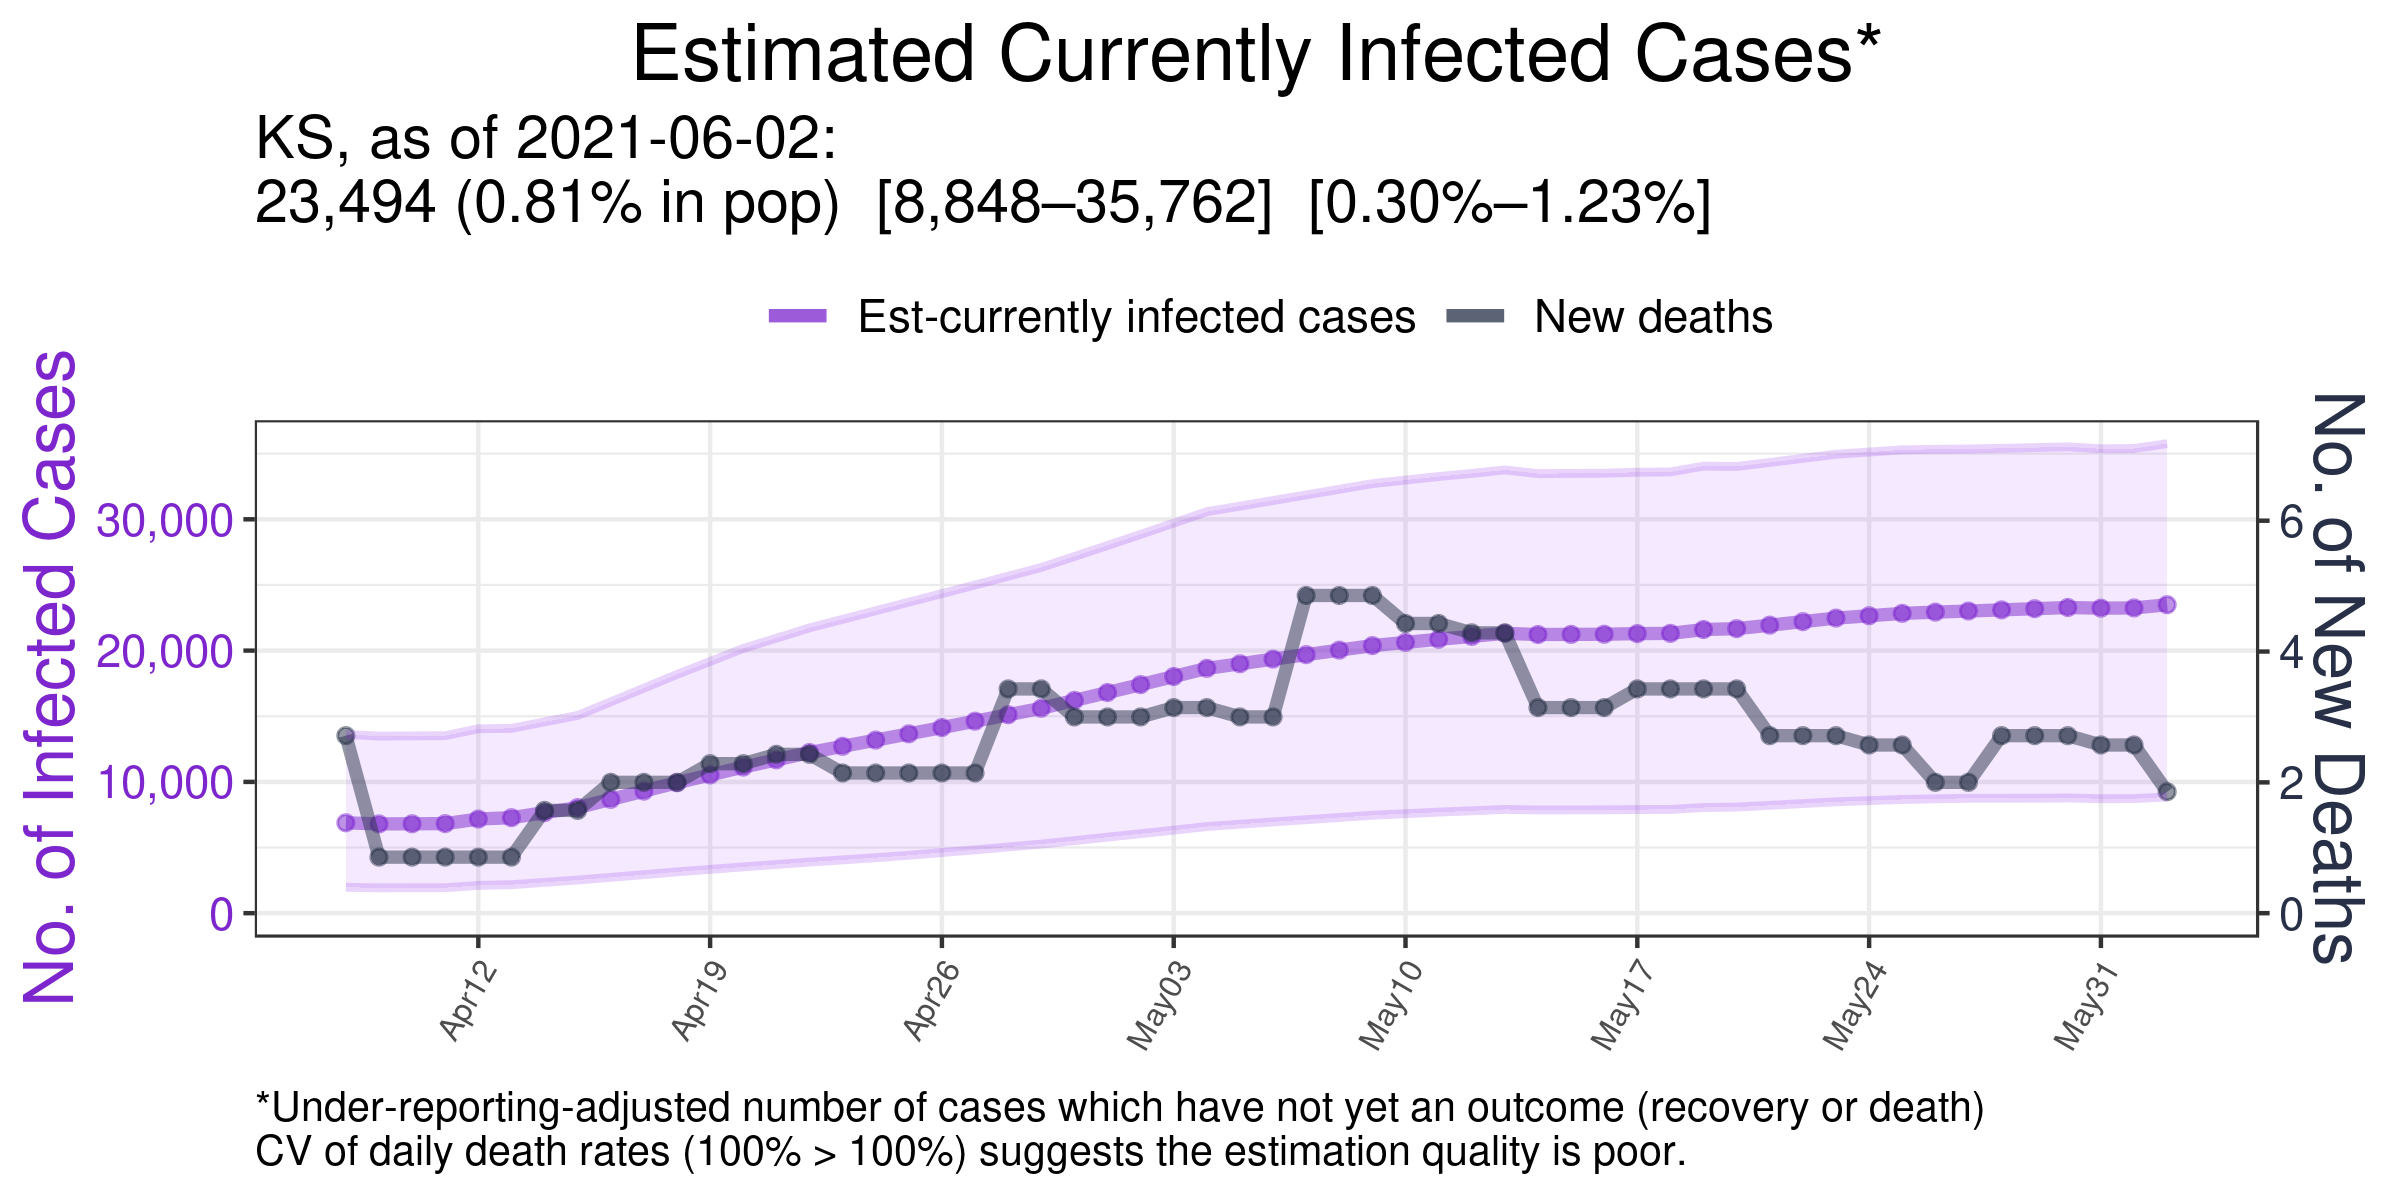 Estimated Currently Infected Cases*
KS, as of 2021-06-02:
23,494 (0.81% in pop)  [8,848–35,762]  [0.30%–1.23%]
Est-currently infected cases
New deaths
No. of Infected Cases
30,000
20,000
10,000
0
6
4
2
0
No. of New Deaths
Apr12
Apr19
Apr26
May03
May10
May17
May24
May31
*Under-reporting-adjusted number of cases which have not yet an outcome (recovery or death)
CV of daily death rates (100% > 100%) suggests the estimation quality is poor.